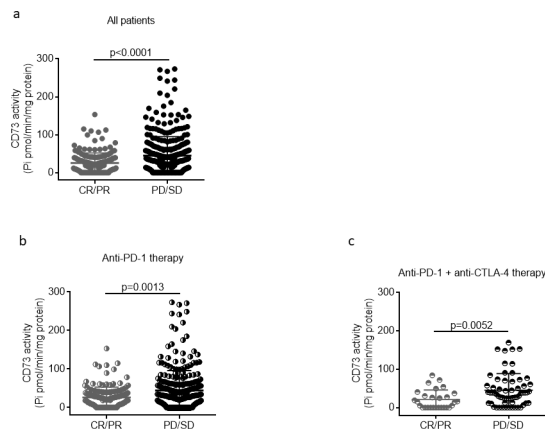 a
All patients
p<0.0001
CD73 activity
(Pi pmol/min/mg protein)
300
200
100
0
CR/PR PD/SD
b
Anti-PD-1 therapy
p=0.0013
CD73 activity
(Pi pmol/min/mg protein)
300
200
100
0
CR/PR PD/SD
c
Anti-PD-1 + anti-CTLA-4 therapy
p=0.0052
CD73 activity
(Pi pmol/min/mg protein)
300
200
100
0
CR/PR PD/SD